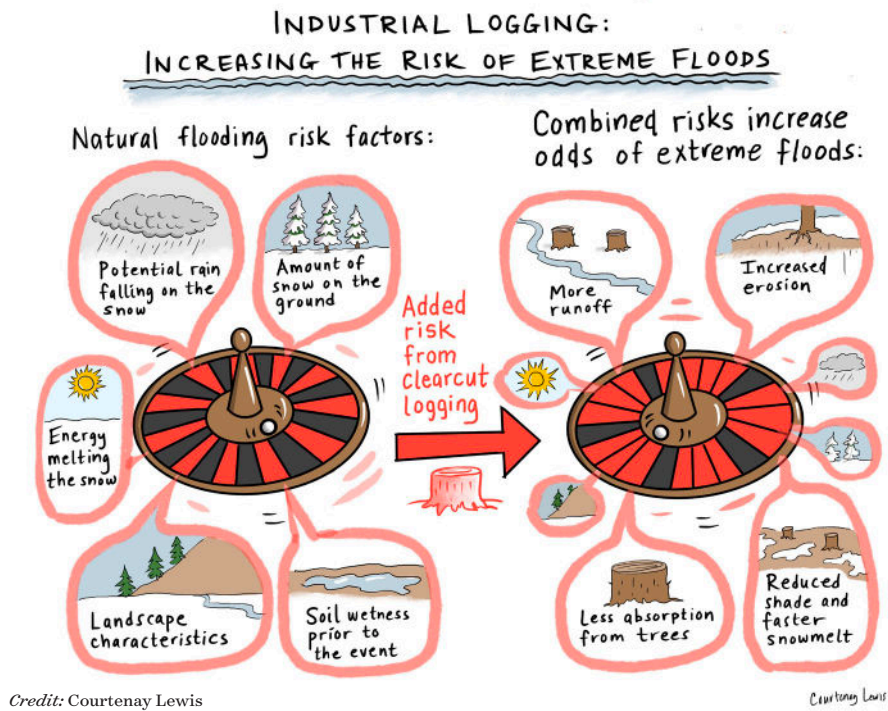 INDUSTRIAL LOGGING:
INCREASING THE RISK OF EXTREME FLOODS
Natural flooding risk factors:
Potential rain
falling on the
snow
Amount of
snow on the
ground
Energy
melting
the snow
Landscape
characteristics
Soil wetness
prior to
the event
Added
risk
from
clearcut
logging
Combined risks increase
odds of extreme floods:
More
runoff
Increased
erosion
Less absorption
from trees
Reduced
shade and
faster
snowmelt
Credit: Courtenay Lewis
Courtenay Lewis